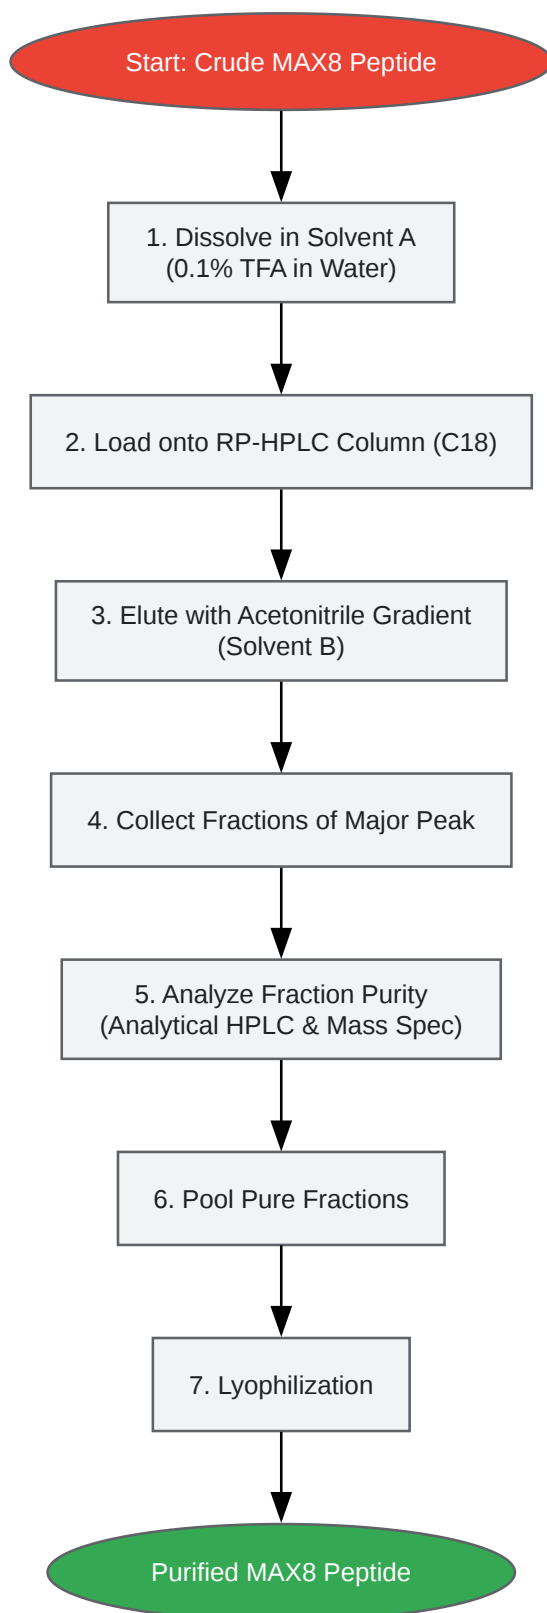 Start: Crude MAX8 Peptide
1. Dissolve in Solvent A
(0.1% TFA in Water)
2. Load onto RP-HPLC Column (C18)
3. Elute with Acetonitrile Gradient
(Solvent B)
4. Collect Fractions of Major Peak
5. Analyze Fraction Purity
(Analytical HPLC & Mass Spec)
6. Pool Pure Fractions
7. Lyophilization
Purified MAX8 Peptide